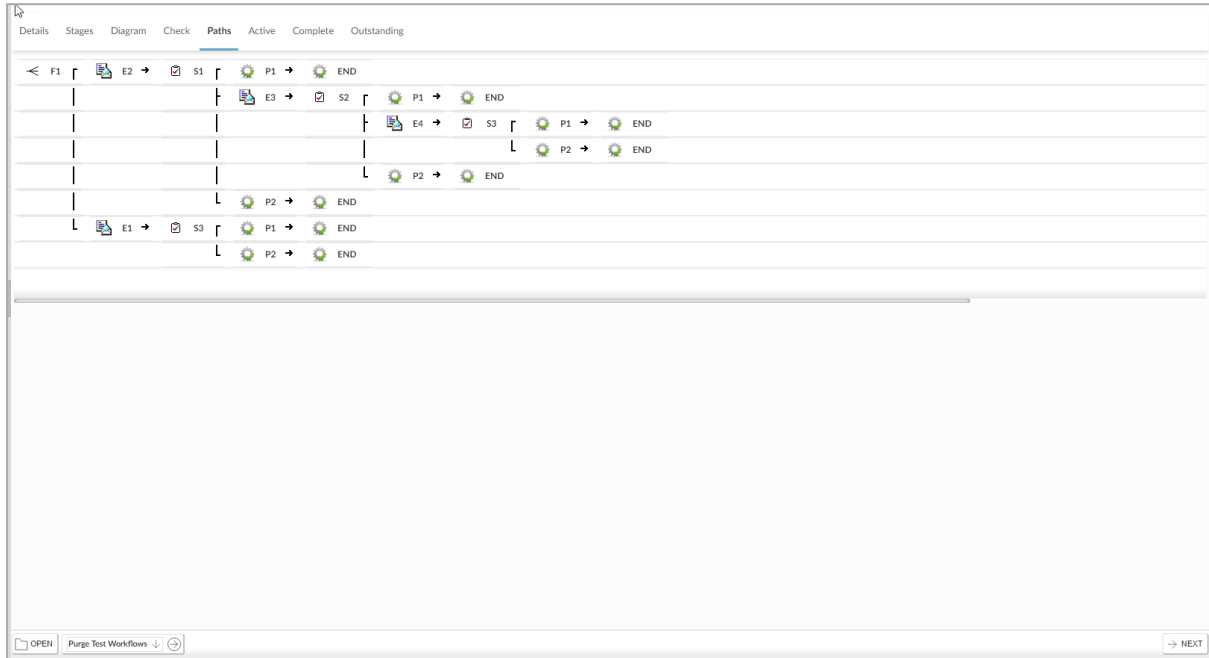 Details Stages Diagram Check Paths Active Complete Outstanding
F1 E2 S1 P1 END
E3 S2 P1 END
E4 S3 P1 END
P2 END
P2 END
P2 END
E1 S3 P1 END
P2 END
OPEN Purge Test Workflows NEXT